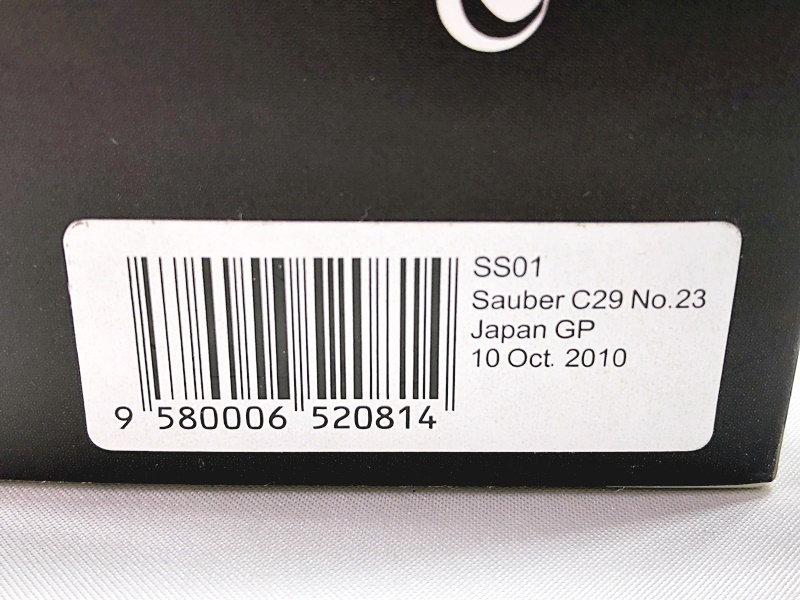 SS01
Sauber C29 No.23
Japan GP
10 Oct. 2010
9 580006 520814